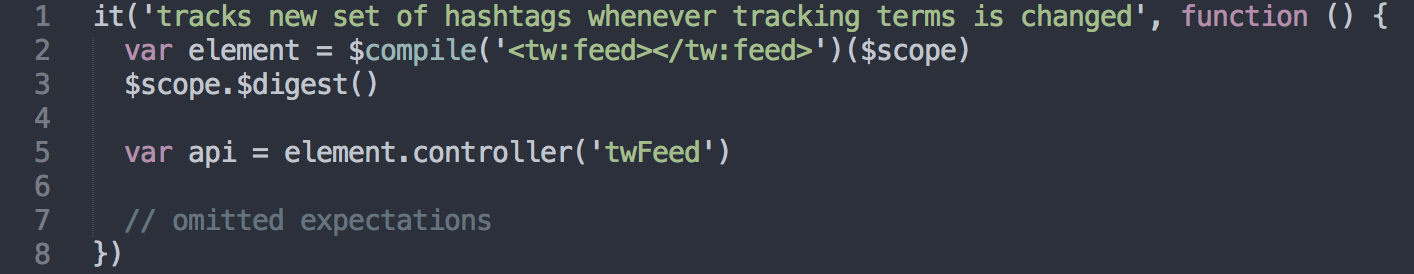 1 it('tracks new set of hashtags whenever tracking terms is changed', function () {
2 var element = $compile('<tw:feed></tw:feed>')($scope)
3 $scope.$digest()
4
5 var api = element.controller('twFeed')
6
7 // omitted expectations
8 })